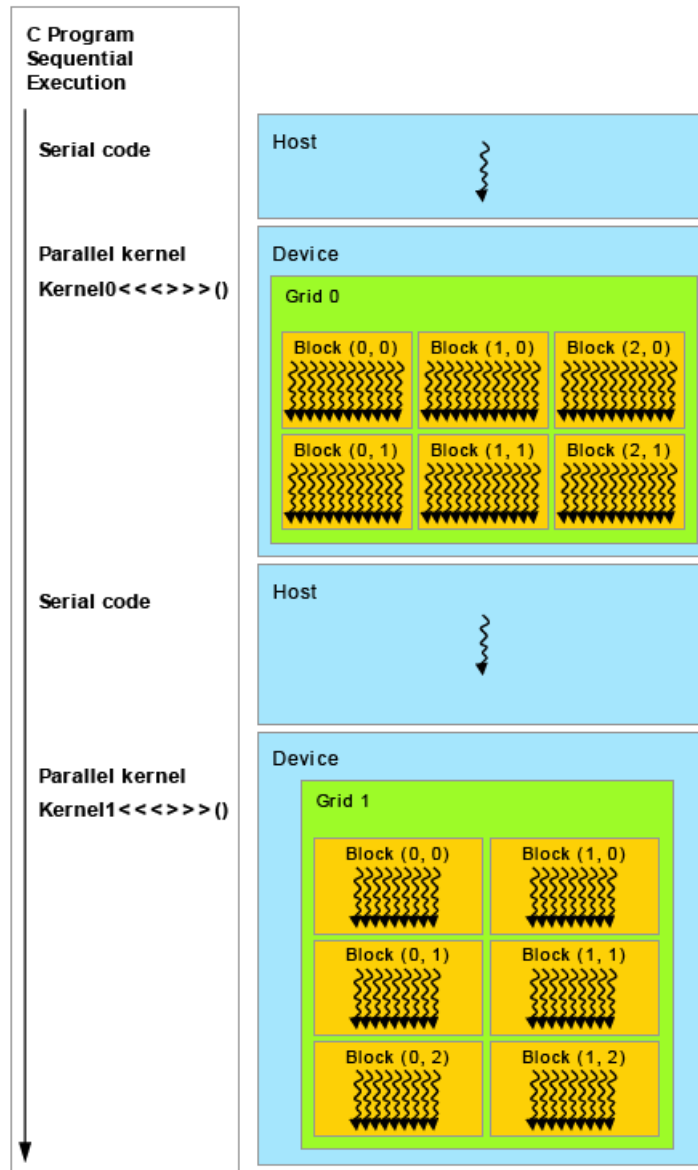 C Program
Sequential
Execution
Serial code
Host
Parallel kernel
Kernel0<<<>>>()
Device
Grid 0
Block (0, 0)
Block (1, 0)
Block (2, 0)
Block (0, 1)
Block (1, 1)
Block (2, 1)
Serial code
Host
Parallel kernel
Kernel1<<<>>>()
Device
Grid 1
Block (0, 0)
Block (1, 0)
Block (0, 1)
Block (1, 1)
Block (0, 2)
Block (1, 2)